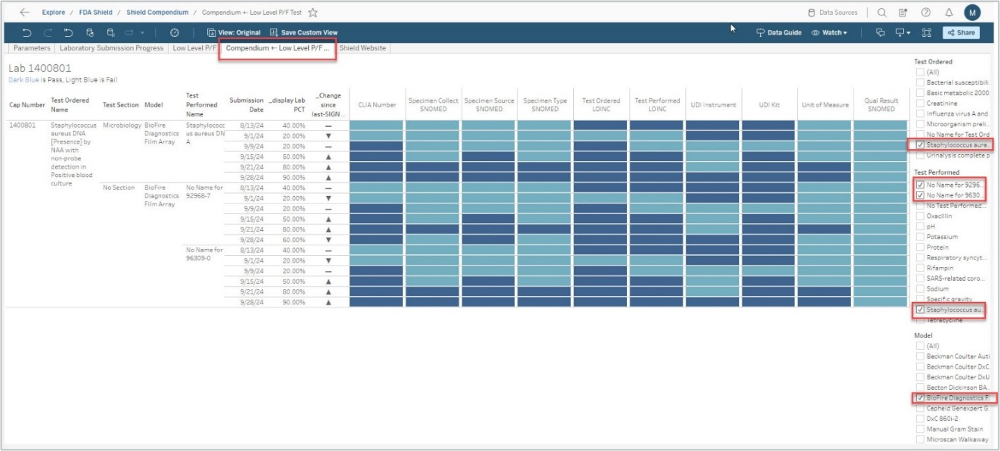 Explore / FDA Shield / Shield Compendium / Compendium +- Low Level P/F Test
Data Sources
M
View: Original
Save Custom View
Data Guide
Watch
Share
Parameters
Laboratory Submission Progress
Low Level P/F
Compendium +- Low Level P/F ...
Shield Website
Lab 1400801
Dark Blue is Pass, Light Blue is Fail
Cap Number
Test Ordered
Name
Test Section
Model
Test
Performed
Name
Submission
Date
_display Lab
PCT
_Change
since
last-SIGN ..
CLIA Number
Specimen Collect
SNOMED
Specimen Source
SNOMED
Specimen Type
SNOMED
Test Ordered
LOINC
Test Performed
LOINC
UDI Instrument
UDI Kit
Unit of Measure
Qual Result
SNOMED
1400801
Staphylococcus
aureus DNA
[Presence] by
NAA with
non-probe
detection in
Positive blood
culture
Microbiology
BioFire
Diagnostics
Film Array
Staphylococc
us aureus DN
A
8/13/24 40.00% —
9/1/24 20.00% ▼
9/9/24 20.00% —
9/15/24 50.00% ▲
9/21/24 80.00% ▲
9/28/24 90.00% ▲
No Section
BioFire
Diagnostics
Film Array
No Name for
92968-7
8/13/24 40.00% —
9/1/24 20.00% ▼
9/9/24 20.00% —
9/15/24 50.00% ▲
9/21/24 80.00% ▲
9/28/24 60.00% ▼
No Name for
96309-0
8/13/24 40.00% —
9/1/24 20.00% ▼
9/9/24 20.00% —
9/15/24 50.00% ▲
9/21/24 80.00% ▲
9/28/24 90.00% ▲
Test Ordered
(All)
Bacterial susceptibili..
Basic metabolic 2000
Creatinine
Influenza virus A and
Microorganism preli..
No Name for Test Ord
Staphylococcus aure..
Urinalysis complete p
Test Performed
No Name for 9296..
No Name for 9630..
No Test Performed...
Oxacillin
pH
Potassium
Protein
Respiratory syncyt...
Rifampin
SARS-related coro...
Sodium
Specific gravity
Staphylococcus au..
Tetracycline
Model
(All)
Beckman Coulter Auti
Beckman Coulter DxC
Beckman Coulter DxU
Becton Dickinson BA..
BioFire Diagnostics F.
Cepheid Genexpert G.
DxC 860i-2
Manual Gram Stain
Microscan Walkaway